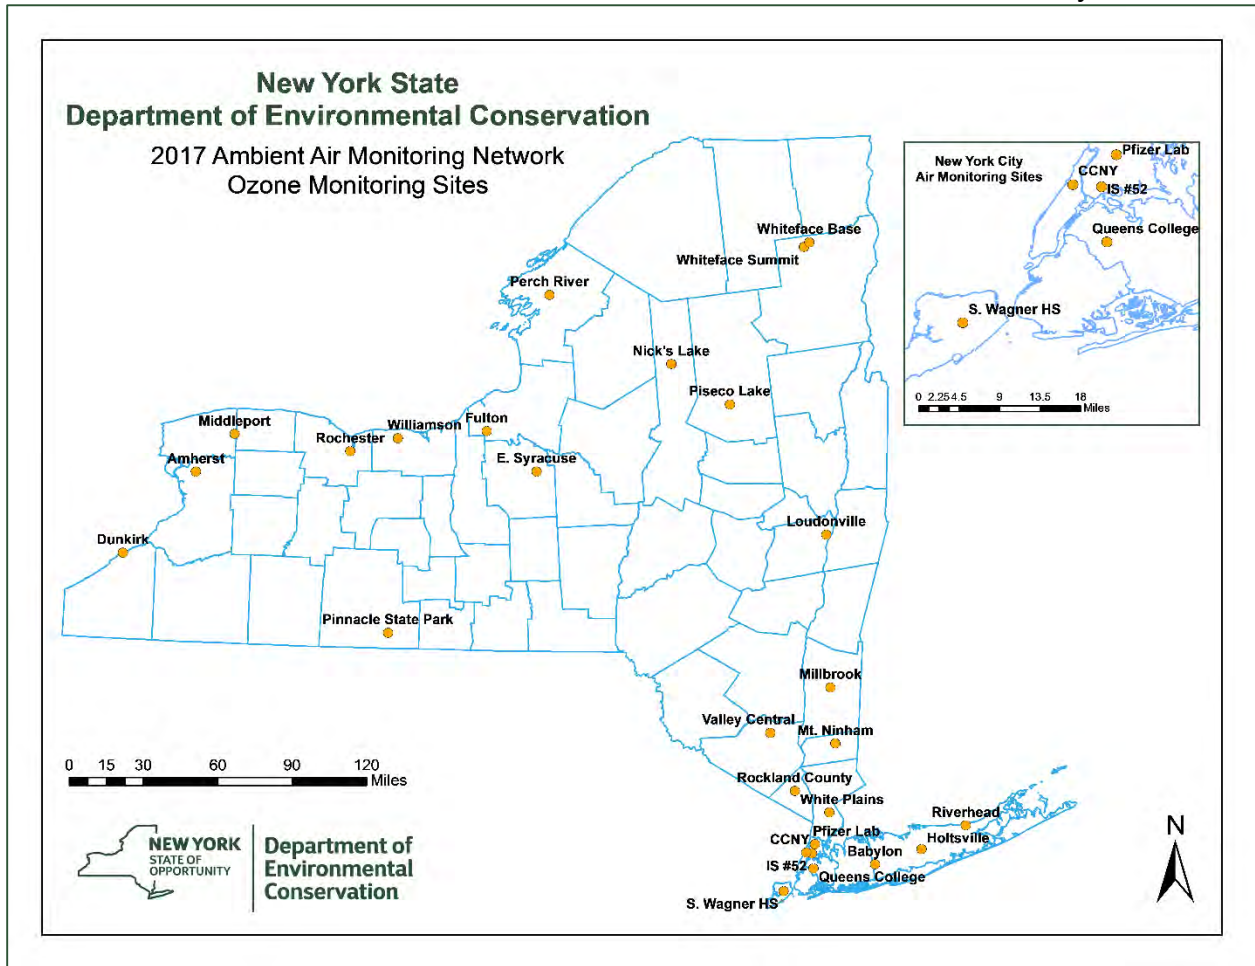 New York State
Department of Environmental Conservation
2017 Ambient Air Monitoring Network
Ozone Monitoring Sites
New York City
Air Monitoring Sites
Pfizer Lab
CCNY
IS #52
Queens College
S. Wagner HS
0 2.25 4.5 9 13.5 18
Miles
Whiteface Base
Whiteface Summit
Perch River
Nick's Lake
Piseco Lake
Middleport
Rochester
Williamson
Fulton
Amherst
E. Syracuse
Loudonville
Dunkirk
Pinnacle State Park
Millbrook
Valley Central
Mt. Ninham
Rockland County
White Plains
Riverhead
Pfizer Lab
CCNY
Holtsville
Babylon
IS #52
Queens College
S. Wagner HS
0 15 30 60 90 120
Miles
NEW YORK
STATE OF
OPPORTUNITY
Department of
Environmental
Conservation
N